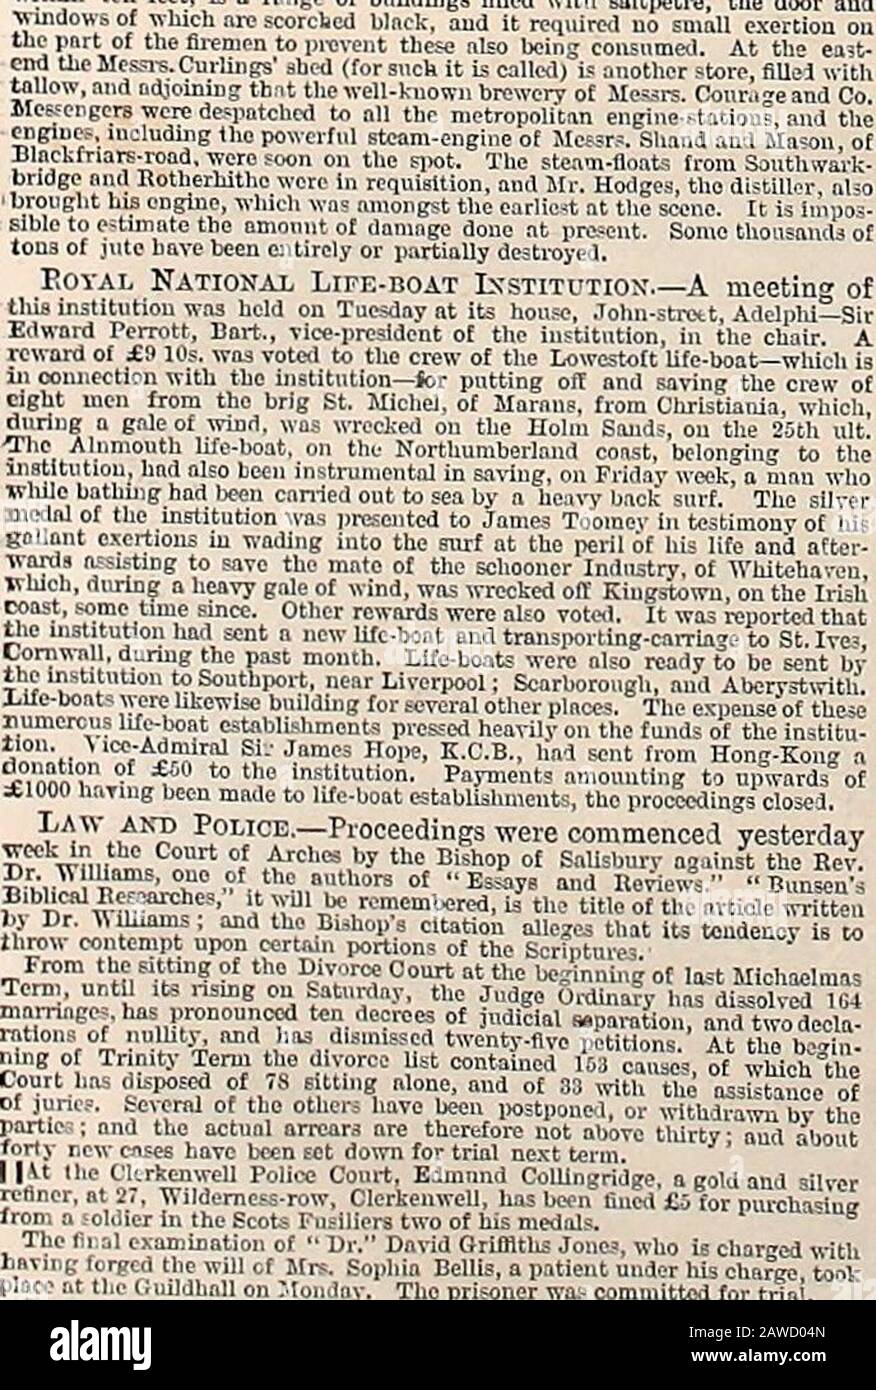 within ten feet, is a range of buildings filled with saltpetre, the door and
windows of which are scorched black, and it required no small exertion on
the part of the firemen to prevent these also being consumed. At the east-
end the Messrs. Curlings' shed (for such it is called) is another store, filled with
tallow, and adjoining that the well-known brewery of Messrs. Courage and Co.
Messengers were despatched to all the metropolitan engine-stations, and the
engines, including the powerful steam-engine of Messrs. Shand and Mason, of
Blackfriars-road, were soon on the spot. The steam-floats from Southwark-
bridge and Rotherhithe were in requisition, and Mr. Hodges, the distiller, also
brought his engine, which was amongst the earliest at the scene. It is impos-
sible to estimate the amount of damage done at present. Some thousands of
tons of jute have been entirely or partially destroyed.
ROYAL NATIONAL LIFE-BOAT INSTITUTION.—A meeting of
this institution was held on Tuesday at its house, John-street, Adelphi—Sir
Edward Perrott, Bart., vice-president of the institution, in the chair. A
reward of £9 10s. was voted to the crew of the Lowestoft life-boat—which is
in connection with the institution—for putting off and saving the crew of
eight men from the brig St. Michel, of Marans, from Christiania, which,
during a gale of wind, was wrecked on the Holm Sands, on the 25th ult.
The Alnmouth life-boat, on the Northumberland coast, belonging to the
institution, had also been instrumental in saving, on Friday week, a man who
while bathing had been carried out to sea by a heavy back surf. The silver
medal of the institution was presented to James Toomey in testimony of his
gallant exertions in wading into the surf at the peril of his life and after-
wards assisting to save the mate of the schooner Industry, of Whitehaven,
which, during a heavy gale of wind, was wrecked off Kingstown, on the Irish
coast, some time since. Other rewards were also voted. It was reported that
the institution had sent a new life-boat and transporting-carriage to St. Ives,
Cornwall, during the past month. Life-boats were also ready to be sent by
the institution to Southport, near Liverpool; Scarborough, and Aberystwith.
Life-boats were likewise building for several other places. The expense of these
numerous life-boat establishments pressed heavily on the funds of the institu-
tion. Vice-Admiral Sir James Hope, K.C.B., had sent from Hong-Kong a
donation of £50 to the institution. Payments amounting to upwards of
£1000 having been made to life-boat establishments, the proceedings closed.
LAW AND POLICE.—Proceedings were commenced yesterday
week in the Court of Arches by the Bishop of Salisbury against the Rev.
Dr. Williams, one of the authors of "Essays and Reviews." "Bunsen's
Biblical Researches," it will be remembered, is the title of the article written
by Dr. Williams; and the Bishop's citation alleges that its tendency is to
throw contempt upon certain portions of the Scriptures.
From the sitting of the Divorce Court at the beginning of last Michaelmas
Term, until its rising on Saturday, the Judge Ordinary has dissolved 164
marriages, has pronounced ten decrees of judicial separation, and two decla-
rations of nullity, and has dismissed twenty-five petitions. At the begin-
ning of Trinity Term the divorce list contained 153 causes, of which the
Court has disposed of 78 sitting alone, and of 33 with the assistance of
of juries. Several of the others have been postponed, or withdrawn by the
parties; and the actual arrears are therefore not above thirty; and about
forty new cases have been set down for trial next term.
At the Clerkenwell Police Court, Edmund Collingridge, a gold and silver
refiner, at 27, Wilderness-row, Clerkenwell, has been fined £5 for purchasing
from a soldier in the Scots Fusiliers two of his medals.
The final examination of "Dr." David Griffiths Jones, who is charged with
having forged the will of Mrs. Sophia Bellis, a patient under his charge, took
place at the Guildhall on Monday. The prisoner was committed for trial.
alamy
Image ID: 2AWD04N
www.alamy.com